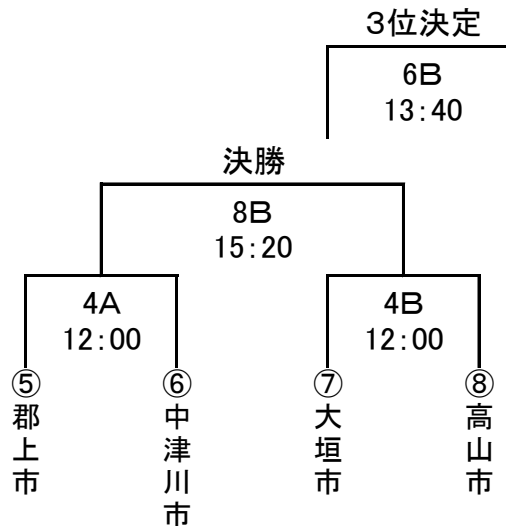 3位決定
6B
13:40
決勝
8B
15:20
4A
12:00
4B
12:00
⑤郡上市
⑥中津川市
⑦大垣市
⑧高山市